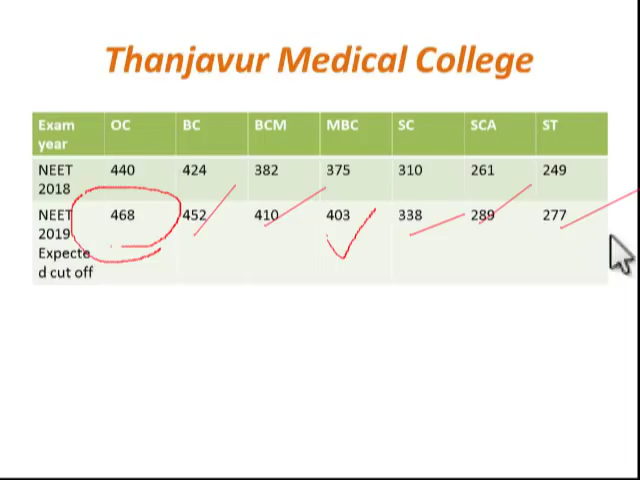 Thanjavur Medical College
Exam year OC BC BCM MBC SC SCA ST
NEET 2018 440 424 382 375 310 261 249
NEET 2019 Expecte d cut off 468 452 410 403 338 289 277